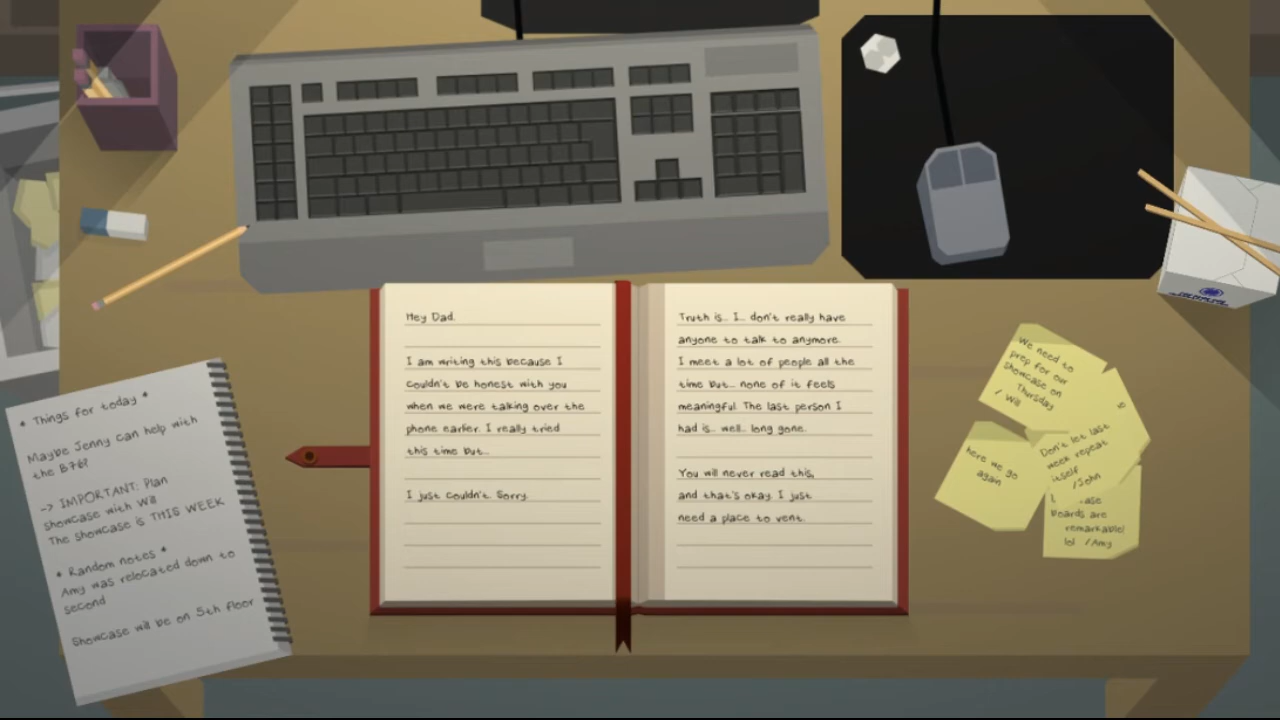 * Things for today *
Maybe Jenny can help with
the B76?
-> IMPORTANT: Plan
showcase with Will
The showcase is THIS WEEK
* Random notes *
Amy was relocated down to
second
Showcase will be on 5th floor
Hey Dad.
I am writing this because I
couldn't be honest with you
when we were talking over the
phone earlier. I really tried
this time but...
I just couldn't. Sorry.
Truth is... I... don't really have
anyone to talk to anymore.
I meet a lot of people all the
time but... none of it feels
meaningful. The last person I
had is... well... long gone.
You will never read this,
and that's okay. I just
need a place to vent.
We need to
prep for our
showcase on
Thursday
/ Will
Don't let last
week repeat
itself
/John
here we go
again
boards are
remarkable!
lol /Amy